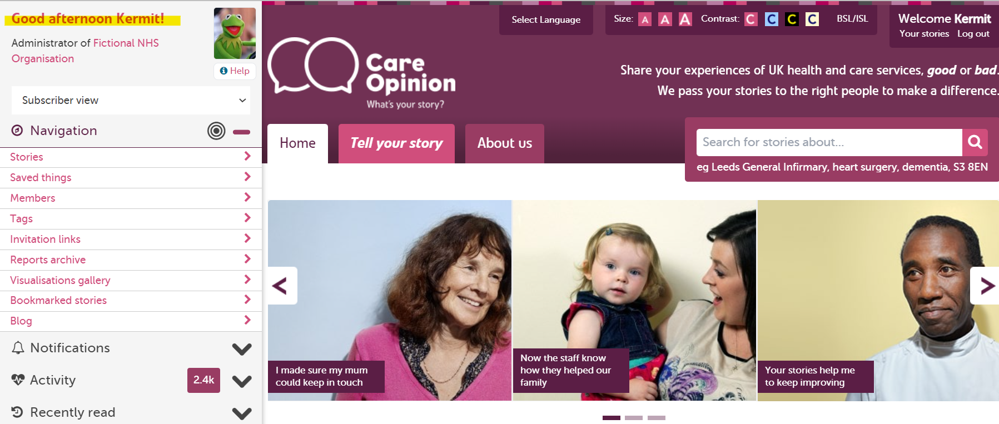 Good afternoon Kermit!
Administrator of Fictional NHS
Organisation
Help
Subscriber view
Navigation
Stories
Saved things
Members
Tags
Invitation links
Reports archive
Visualisations gallery
Bookmarked stories
Blog
Notifications
Activity
2.4k
Recently read
Select Language
Size: A A A Contrast: C C C C BSL/ISL
Welcome Kermit
Your stories Log out
Care
Opinion
What's your story?
Share your experiences of UK health and care services, good or bad.
We pass your stories to the right people to make a difference.
Home
Tell your story
About us
Search for stories about...
eg Leeds General Infirmary, heart surgery, dementia, S3 8EN
I made sure my mum
could keep in touch
Now the staff know
how they helped our
family
Your stories help me
to keep improving